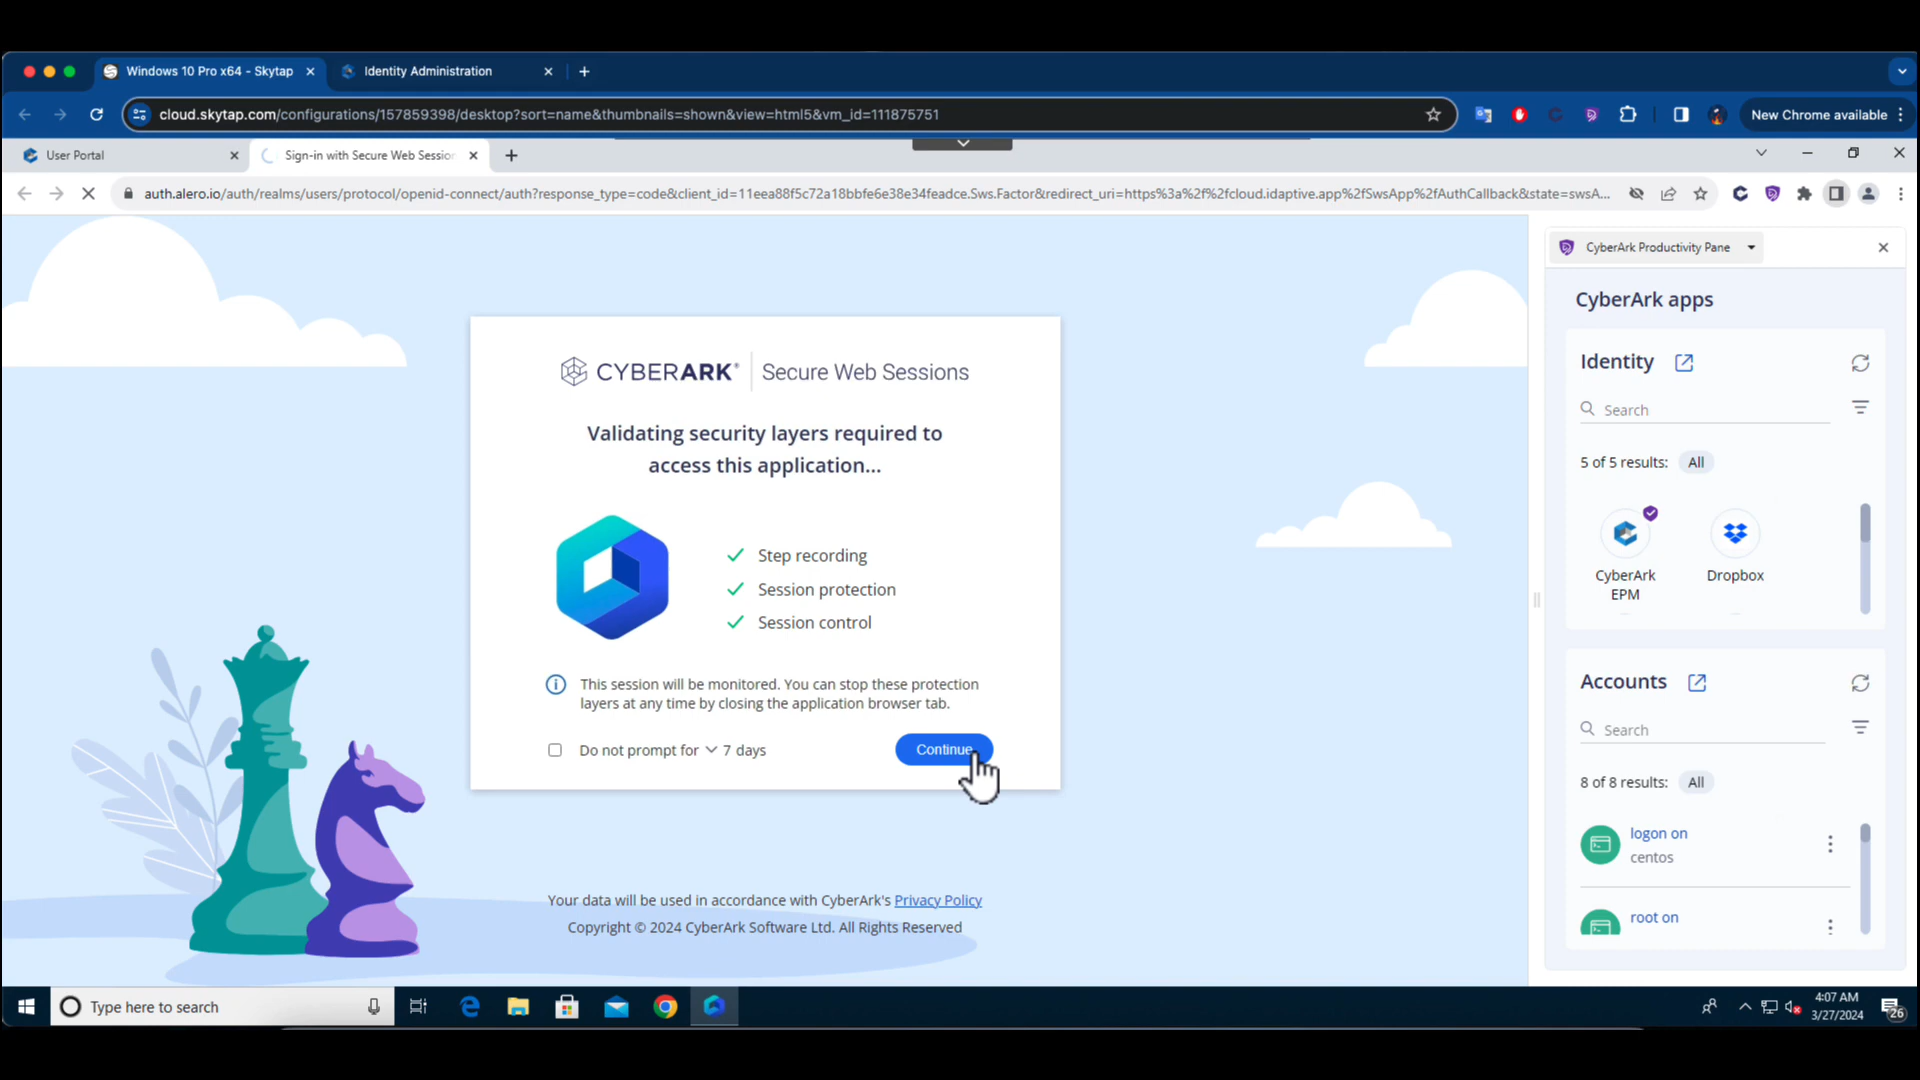 Windows 10 Pro x64 - Skytap
Identity Administration
cloud.skytap.com/configurations/157859398/desktop?sort=name&thumbnails=shown&view=html5&vm_id=111875751
New Chrome available
User Portal
Sign-in with Secure Web Session
auth.alero.io/auth/realms/users/protocol/openid-connect/auth?response_type=code&client_id=11eea88f5c72a18bbfe6e38e34feadce.Sws.Factor&redirect_uri=https%3a%2f%2fcloud.idaptive.app%2fSwsApp%2fAuthCallback&state=swsA...
CYBERARK® Secure Web Sessions
Validating security layers required to
access this application...
Step recording
Session protection
Session control
This session will be monitored. You can stop these protection
layers at any time by closing the application browser tab.
Do not prompt for 7 days
Continue
Your data will be used in accordance with CyberArk's Privacy Policy
Copyright © 2024 CyberArk Software Ltd. All Rights Reserved
CyberArk Productivity Pane
CyberArk apps
Identity
Search
5 of 5 results: All
CyberArk
EPM
Dropbox
Accounts
Search
8 of 8 results: All
logon on
centos
root on
Type here to search
4:07 AM
3/27/2024
26